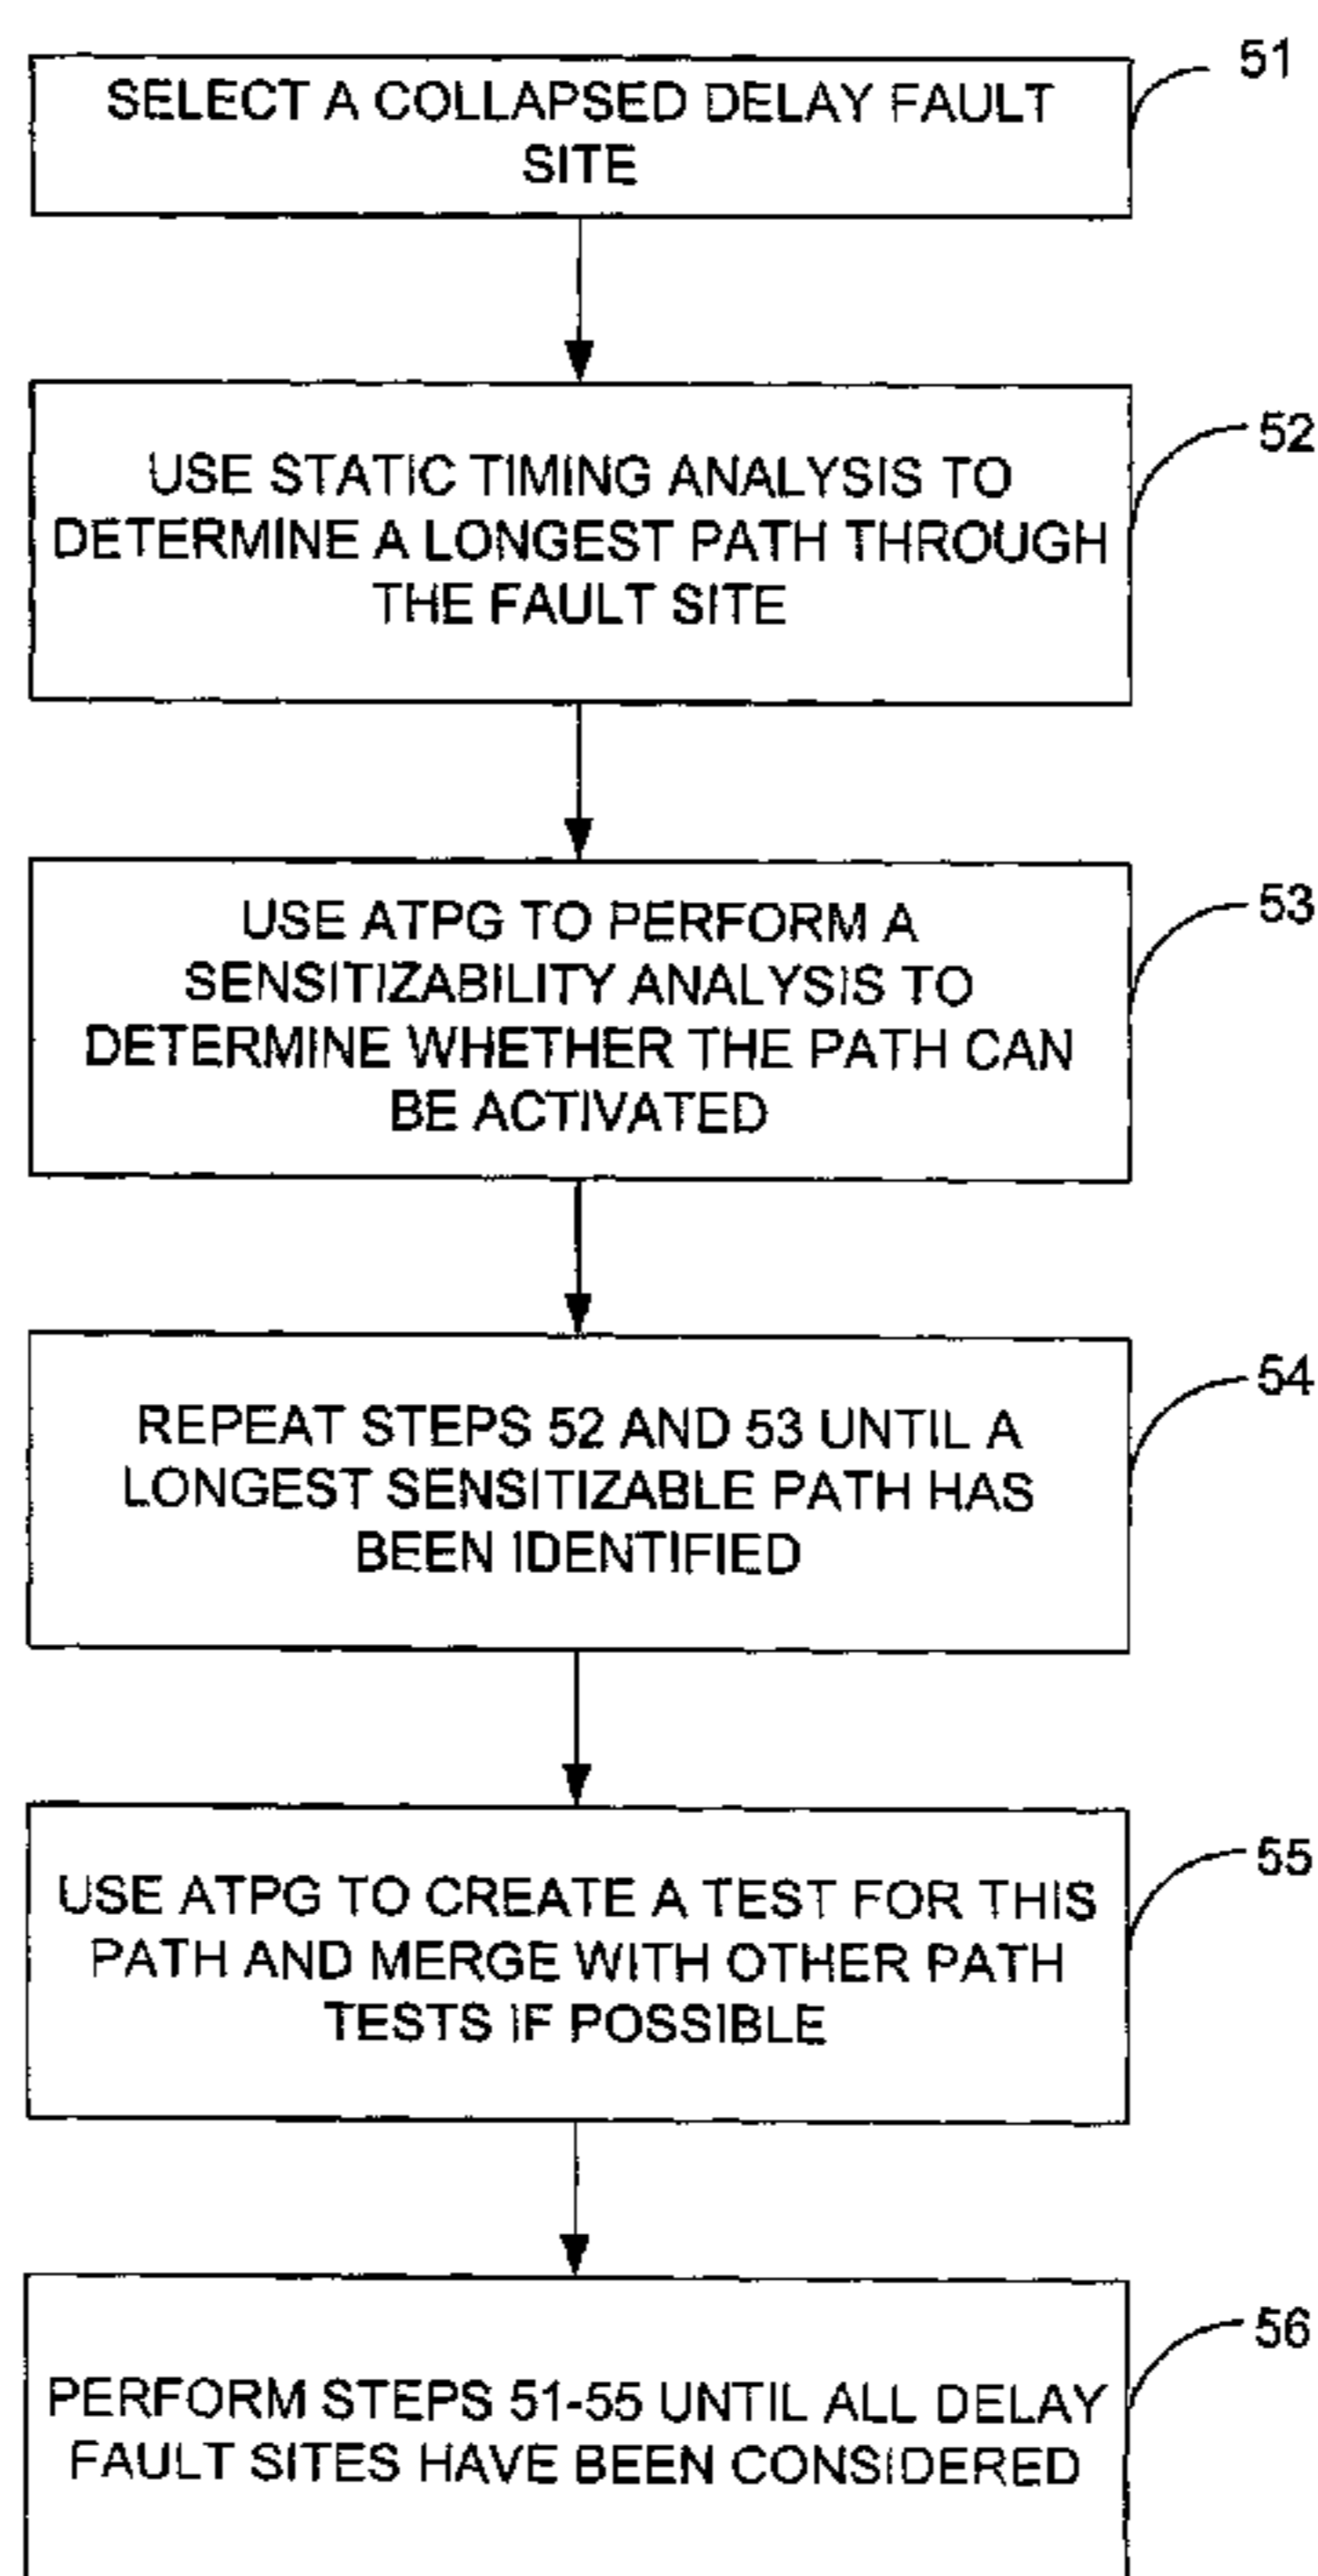 51
SELECT A COLLAPSED DELAY FAULT
SITE
52
USE STATIC TIMING ANALYSIS TO
DETERMINE A LONGEST PATH THROUGH
THE FAULT SITE
53
USE ATPG TO PERFORM A
SENSITIZABILITY ANALYSIS TO
DETERMINE WHETHER THE PATH CAN
BE ACTIVATED
54
REPEAT STEPS 52 AND 53 UNTIL A
LONGEST SENSITIZABLE PATH HAS
BEEN IDENTIFIED
55
USE ATPG TO CREATE A TEST FOR THIS
PATH AND MERGE WITH OTHER PATH
TESTS IF POSSIBLE
56
PERFORM STEPS 51-55 UNTIL ALL DELAY
FAULT SITES HAVE BEEN CONSIDERED